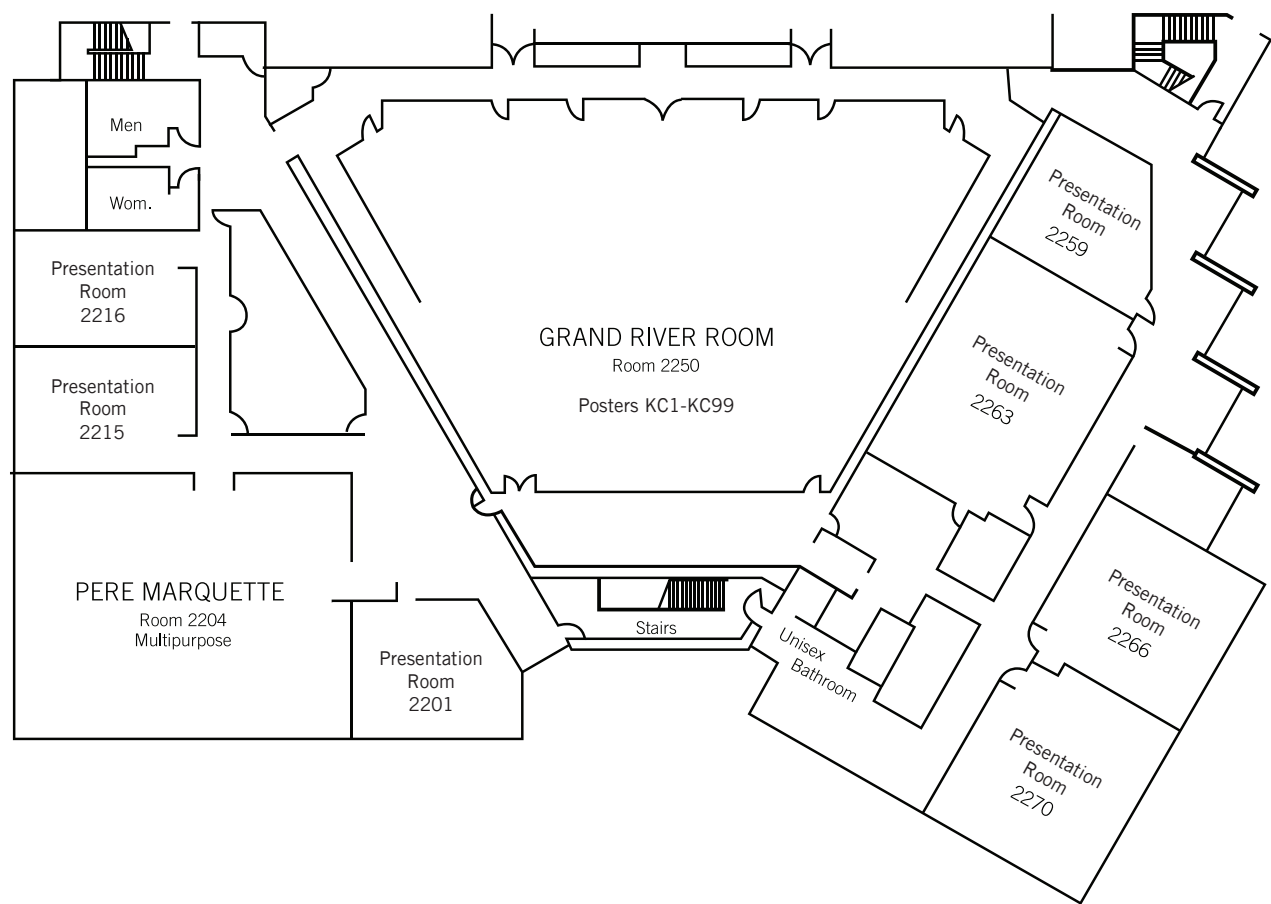 Men
Wom.
Presentation
Room
2216
Presentation
Room
2215
PERE MARQUETTE
Room 2204
Multipurpose
Presentation
Room
2201
GRAND RIVER ROOM
Room 2250
Posters KC1-KC99
Stairs
Unisex
Bathroom
Presentation
Room
2259
Presentation
Room
2263
Presentation
Room
2266
Presentation
Room
2270